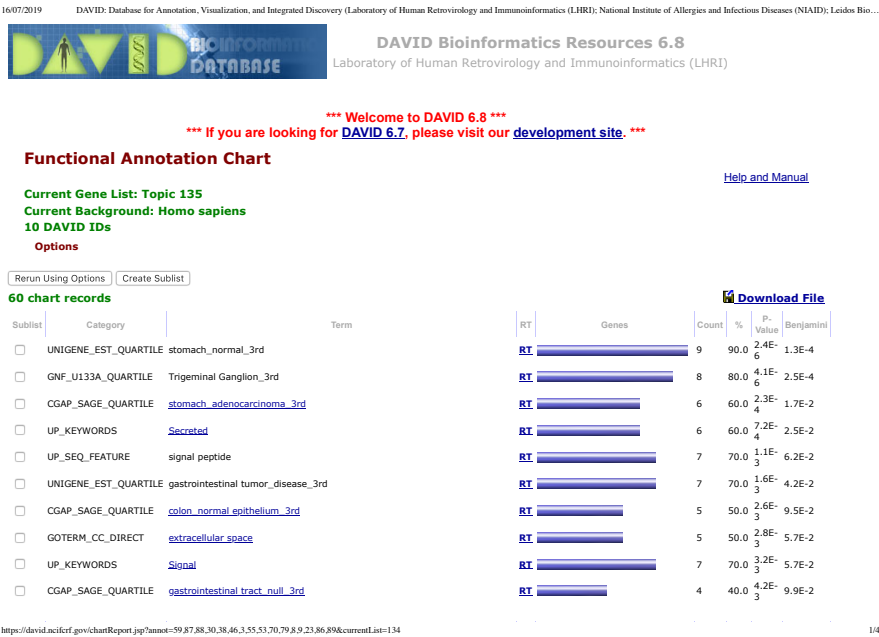 16/07/2019 DAVID: Database for Annotation, Visualization, and Integrated Discovery (Laboratory of Human Retrovirology and Immunoinformatics (LHRI); National Institute of Allergies and Infectious Diseases (NIAID); Leidos Bio…
DAVID BIOINFORMATICS DATABASE
DAVID Bioinformatics Resources 6.8
Laboratory of Human Retrovirology and Immunoinformatics (LHRI)
*** Welcome to DAVID 6.8 ***
*** If you are looking for DAVID 6.7, please visit our development site. ***
Functional Annotation Chart
Help and Manual
Current Gene List: Topic 135
Current Background: Homo sapiens
10 DAVID IDs
Options
Rerun Using Options Create Sublist
60 chart records Download File
Sublist Category Term RT Genes Count % P-Value Benjamini
UNIGENE_EST_QUARTILE stomach_normal_3rd RT 9 90.0 2.4E-6 1.3E-4
GNF_U133A_QUARTILE Trigeminal Ganglion_3rd RT 8 80.0 4.1E-6 2.5E-4
CGAP_SAGE_QUARTILE stomach_adenocarcinoma_3rd RT 6 60.0 2.3E-4 1.7E-2
UP_KEYWORDS Secreted RT 6 60.0 7.2E-4 2.5E-2
UP_SEQ_FEATURE signal peptide RT 7 70.0 1.1E-3 6.2E-2
UNIGENE_EST_QUARTILE gastrointestinal tumor_disease_3rd RT 7 70.0 1.6E-3 4.2E-2
CGAP_SAGE_QUARTILE colon_normal epithelium_3rd RT 5 50.0 2.6E-3 9.5E-2
GOTERM_CC_DIRECT extracellular space RT 5 50.0 2.8E-3 5.7E-2
UP_KEYWORDS Signal RT 7 70.0 3.2E-3 5.7E-2
CGAP_SAGE_QUARTILE gastrointestinal tract_null_3rd RT 4 40.0 4.2E-3 9.9E-2
https://david.ncifcrf.gov/chartReport.jsp?annot=59,87,88,30,38,46,3,55,53,70,79,8,9,23,86,89&currentList=134 1/4